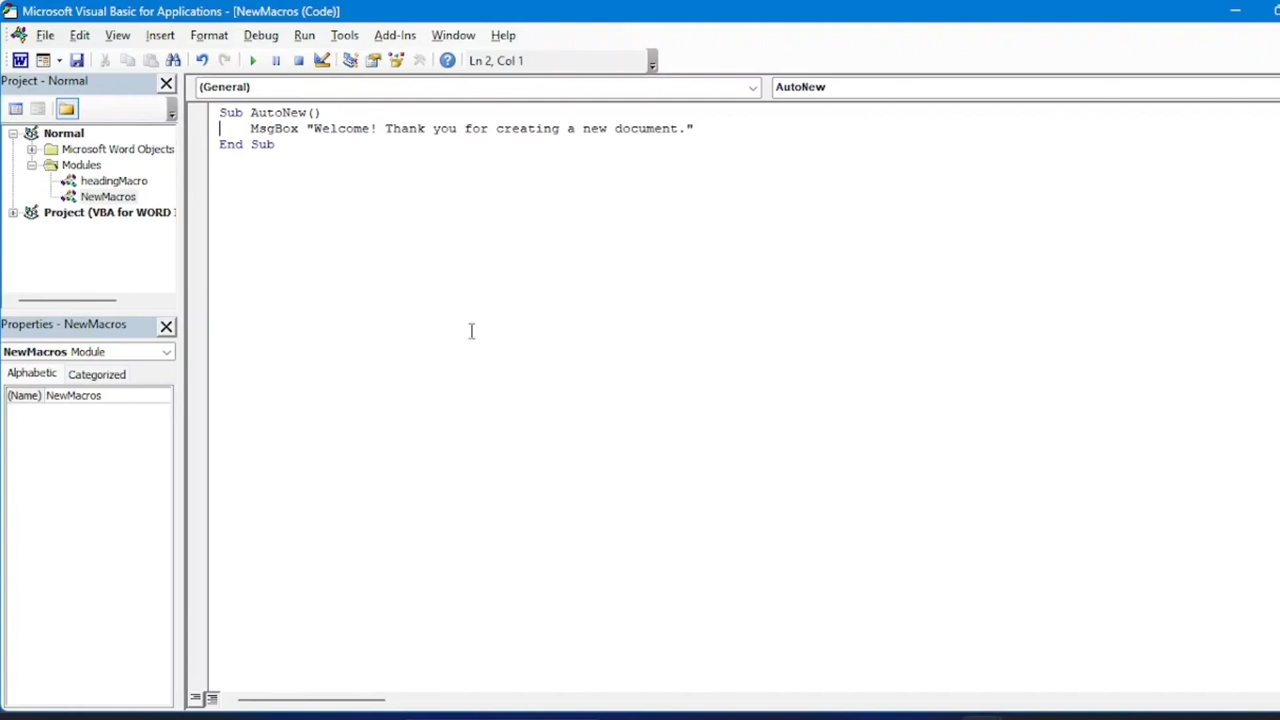 Microsoft Visual Basic for Applications - [NewMacros (Code)]
File Edit View Insert Format Debug Run Tools Add-Ins Window Help
Ln 2, Col 1
Project - Normal
(General) AutoNew
Normal
Microsoft Word Objects
Modules
headingMacro
NewMacros
Project (VBA for WORD
Sub AutoNew()
MsgBox "Welcome! Thank you for creating a new document."
End Sub
Properties - NewMacros
NewMacros Module
Alphabetic Categorized
(Name) NewMacros